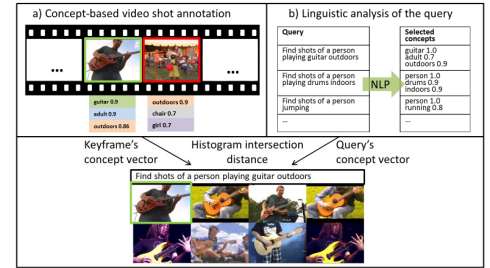 a) Concept-based video shot annotation
...
...
guitar 0.9
adult 0.9
outdoors 0.86
outdoors 0.9
chair 0.7
girl 0.7
b) Linguistic analysis of the query
Query
Find shots of a person
playing guitar outdoors
Find shots of a person
playing drums indoors
Find shots of a person
jumping
...
NLP
Selected
concepts
guitar 1.0
adult 0.7
outdoors 0.9
person 1.0
drums 0.9
indoors 0.9
person 1.0
running 0.8
...
Keyframe's
concept vector
Histogram intersection
distance
Query's
concept vector
Find shots of a person playing guitar outdoors